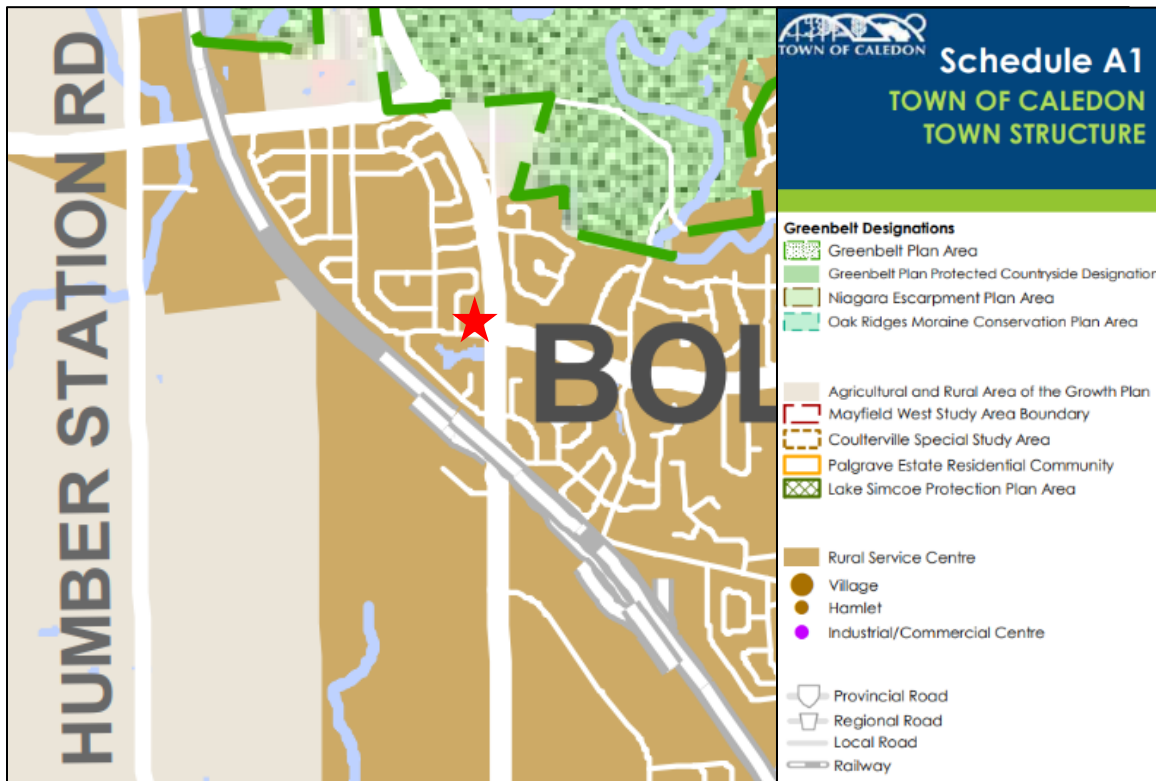 HUMBER STATION RD
BOL
TOWN OF CALEDON
Schedule A1
TOWN OF CALEDON
TOWN STRUCTURE
Greenbelt Designations
Greenbelt Plan Area
Greenbelt Plan Protected Countryside Designation
Niagara Escarpment Plan Area
Oak Ridges Moraine Conservation Plan Area
Agricultural and Rural Area of the Growth Plan
Mayfield West Study Area Boundary
Coulterville Special Study Area
Palgrave Estate Residential Community
Lake Simcoe Protection Plan Area
Rural Service Centre
Village
Hamlet
Industrial/Commercial Centre
Provincial Road
Regional Road
Local Road
Railway